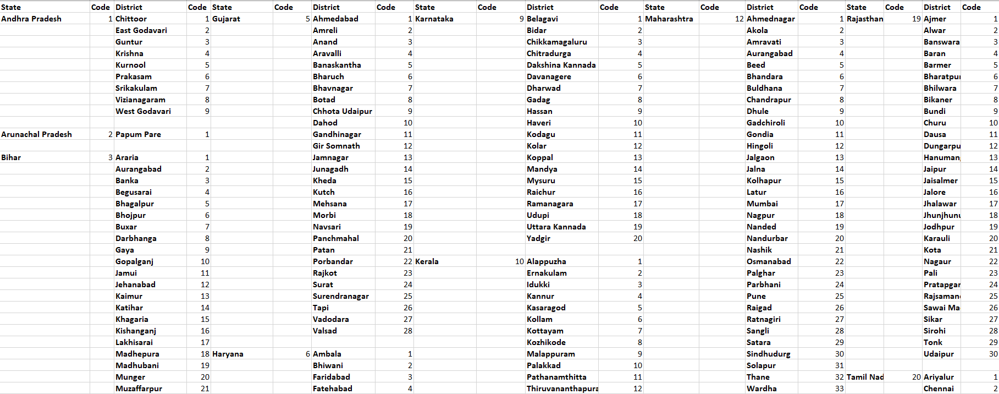 State Code District Code State Code District Code State Code District Code State Code District Code State Code District Code
Andhra Pradesh 1 Chittoor 1 Gujarat 5 Ahmedabad 1 Karnataka 9 Belagavi 1 Maharashtra 12 Ahmednagar 1 Rajasthan 19 Ajmer 1
East Godavari 2 Amreli 2 Bidar 2 Akola 2 Alwar 2
Guntur 3 Anand 3 Chikkamagaluru 3 Amravati 3 Banswara 3
Krishna 4 Aravalli 4 Chitradurga 4 Aurangabad 4 Baran 4
Kurnool 5 Banaskantha 5 Dakshina Kannada 5 Beed 5 Barmer 5
Prakasam 6 Bharuch 6 Davanagere 6 Bhandara 6 Bharatpu 6
Srikakulam 7 Bhavnagar 7 Dharwad 7 Buldhana 7 Bhilwara 7
Vizianagaram 8 Botad 8 Gadag 8 Chandrapur 8 Bikaner 8
West Godavari 9 Chhota Udaipur 9 Hassan 9 Dhule 9 Bundi 9
Dahod 10 Haveri 10 Gadchiroli 10 Churu 10
Arunachal Pradesh 2 Papum Pare 1 Gandhinagar 11 Kodagu 11 Gondia 11 Dausa 11
Gir Somnath 12 Kolar 12 Hingoli 12 Dungarpu 12
Bihar 3 Araria 1 Jamnagar 13 Koppal 13 Jalgaon 13 Hanuman 13
Aurangabad 2 Junagadh 14 Mandya 14 Jalna 14 Jaipur 14
Banka 3 Kheda 15 Mysuru 15 Kolhapur 15 Jaisalmer 15
Begusarai 4 Kutch 16 Raichur 16 Latur 16 Jalore 16
Bhagalpur 5 Mehsana 17 Ramanagara 17 Mumbai 17 Jhalawar 17
Bhojpur 6 Morbi 18 Udupi 18 Nagpur 18 Jhunjhun 18
Buxar 7 Navsari 19 Uttara Kannada 19 Nanded 19 Jodhpur 19
Darbhanga 8 Panchmahal 20 Yadgir 20 Nandurbar 20 Karauli 20
Gaya 9 Patan 21 Nashik 21 Kota 21
Gopalganj 10 Porbandar 22 Kerala 10 Alappuzha 1 Osmanabad 22 Nagaur 22
Jamui 11 Rajkot 23 Ernakulam 2 Palghar 23 Pali 23
Jehanabad 12 Surat 24 Idukki 3 Parbhani 24 Pratapgar 24
Kaimur 13 Surendranagar 25 Kannur 4 Pune 25 Rajsaman 25
Katihar 14 Tapi 26 Kasaragod 5 Raigad 26 Sawai Ma 26
Khagaria 15 Vadodara 27 Kollam 6 Ratnagiri 27 Sikar 27
Kishanganj 16 Valsad 28 Kottayam 7 Sangli 28 Sirohi 28
Lakhisarai 17 Kozhikode 8 Satara 29 Tonk 29
Madhepura 18 Haryana 6 Ambala 1 Malappuram 9 Sindhudurg 30 Udaipur 30
Madhubani 19 Bhiwani 2 Palakkad 10 Solapur 31
Munger 20 Faridabad 3 Pathanamthitta 11 Thane 32 Tamil Nad 20 Ariyalur 1
Muzaffarpur 21 Fatehabad 4 Thiruvananthapura 12 Wardha 33 Chennai 2